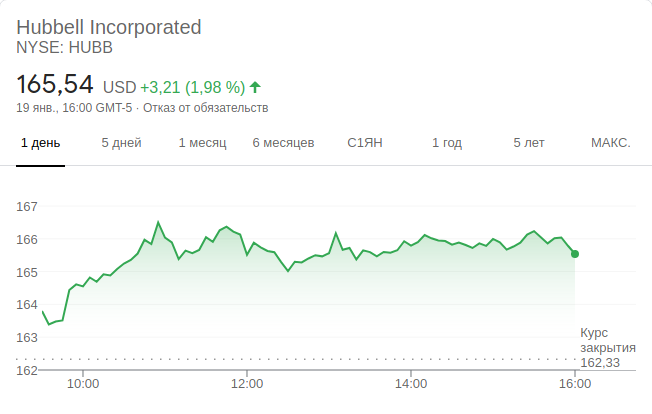 Hubbell Incorporated
NYSE: HUBB
165,54 USD +3,21 (1,98 %)
19 янв., 16:00 GMT-5 · Отказ от обязательств
1 день 5 дней 1 месяц 6 месяцев С1ЯН 1 год 5 лет МАКС.
167
166
165
164
163
Курс
закрытия
162,33
162
10:00 12:00 14:00 16:00